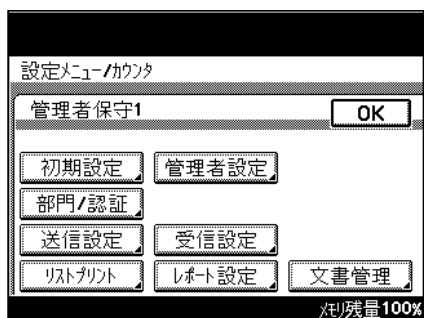 設定ﾒﾆｭｰ/ｶｳﾝﾀ
管理者保守1 OK
初期設定 管理者設定
部門/認証
送信設定 受信設定
ﾘｽﾄﾌﾟﾘﾝﾄ ﾚﾎﾟｰﾄ設定 文書管理
ﾒﾓﾘ残量100%